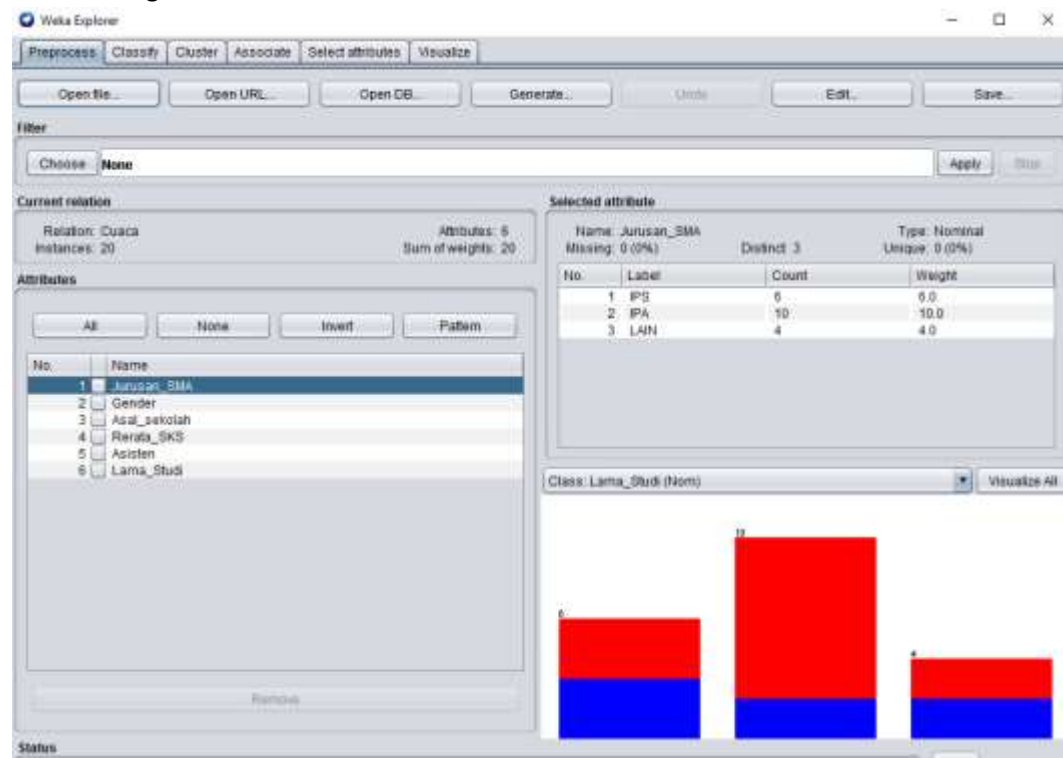 Weka Explorer
Preprocess Classify Cluster Associate Select attributes Visualize
Open file... Open URL... Open DB... Generate... Undo Edit... Save...
Filter
Choose None Apply Stop
Current relation
Relation: Cuaca Attributes: 6
Instances: 20 Sum of weights: 20
Attributes
All None Invert Pattern
No. Name
1 Jurusan_SMA
2 Gender
3 Asal_sekolah
4 Rerata_SKS
5 Asisten
6 Lama_Studi
Remove
Status
Selected attribute
Name: Jurusan_SMA Type: Nominal
Missing: 0 (0%) Distinct: 3 Unique: 0 (0%)
No. Label Count Weight
1 IPS 6 6.0
2 IPA 10 10.0
3 LAIN 4 4.0
Class: Lama_Studi (Nom) Visualize All
6 10 4